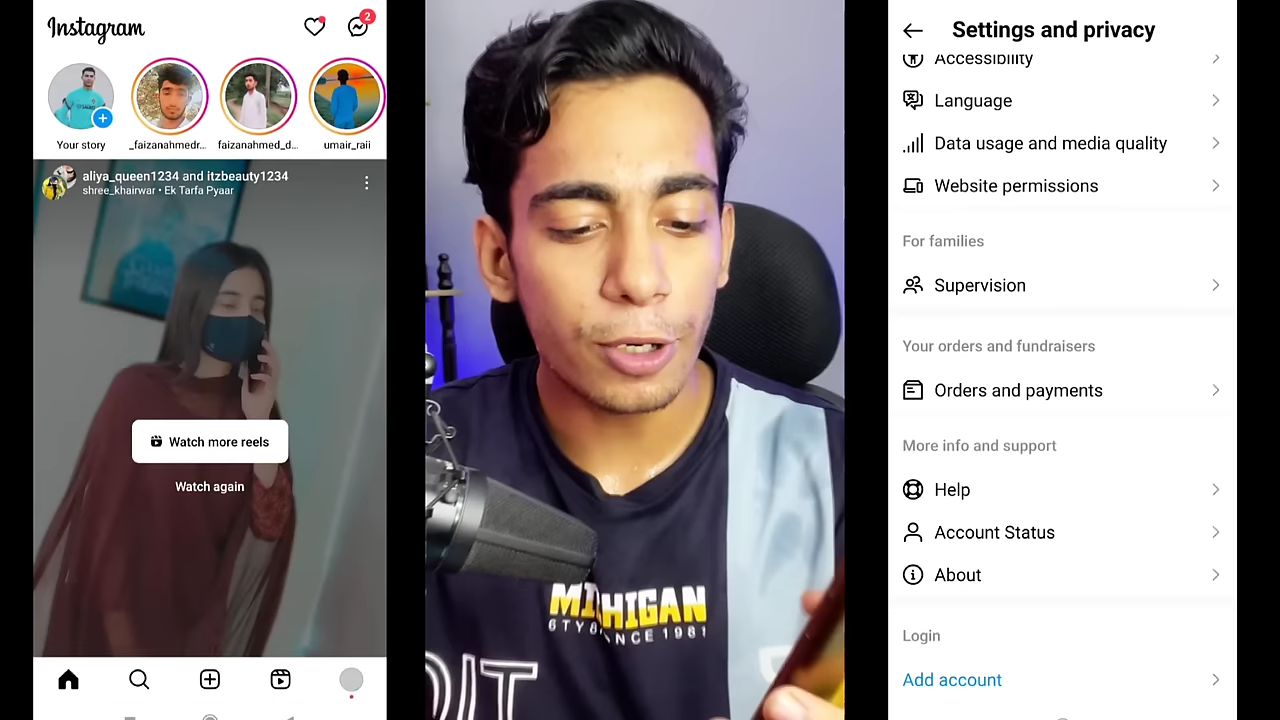 Instagram
2
Your story
_faizanahmedr...
faizanahmed_d...
umair_raii
aliya_queen1234 and itzbeauty1234
shree_khairwar • Ek Tarfa Pyaar
Watch more reels
Watch again
MICHIGAN
SINCE 1981
Settings and privacy
Accessibility
Language
Data usage and media quality
Website permissions
For families
Supervision
Your orders and fundraisers
Orders and payments
More info and support
Help
Account Status
About
Login
Add account